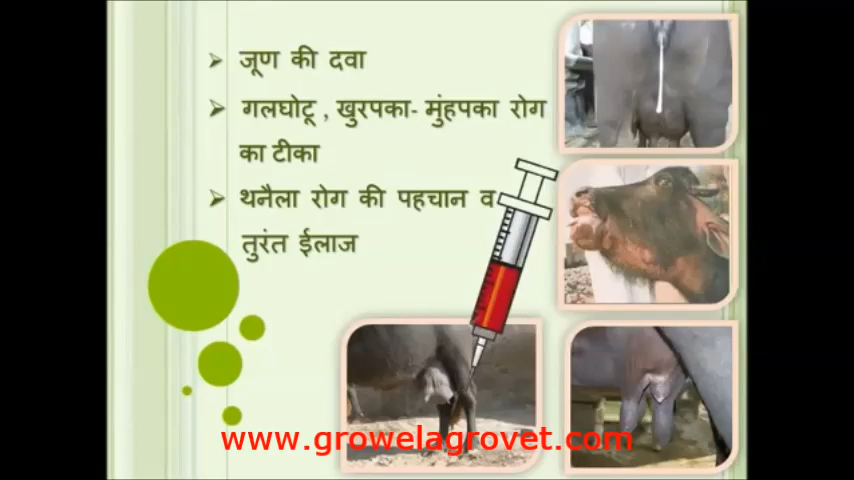 जूण की दवा
गलघोटू , खुरपका- मुंहपका रोग
का टीका
थनैला रोग की पहचान व
तुरंत ईलाज
www.growelagrovet.com